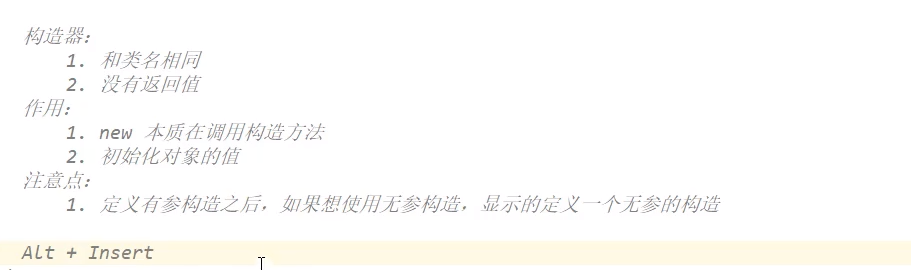 构造器：
1. 和类名相同
2. 没有返回值
作用：
1. new 本质在调用构造方法
2. 初始化对象的值
注意点：
1. 定义有参构造之后，如果想使用无参构造，显示的定义一个无参的构造
Alt + Insert